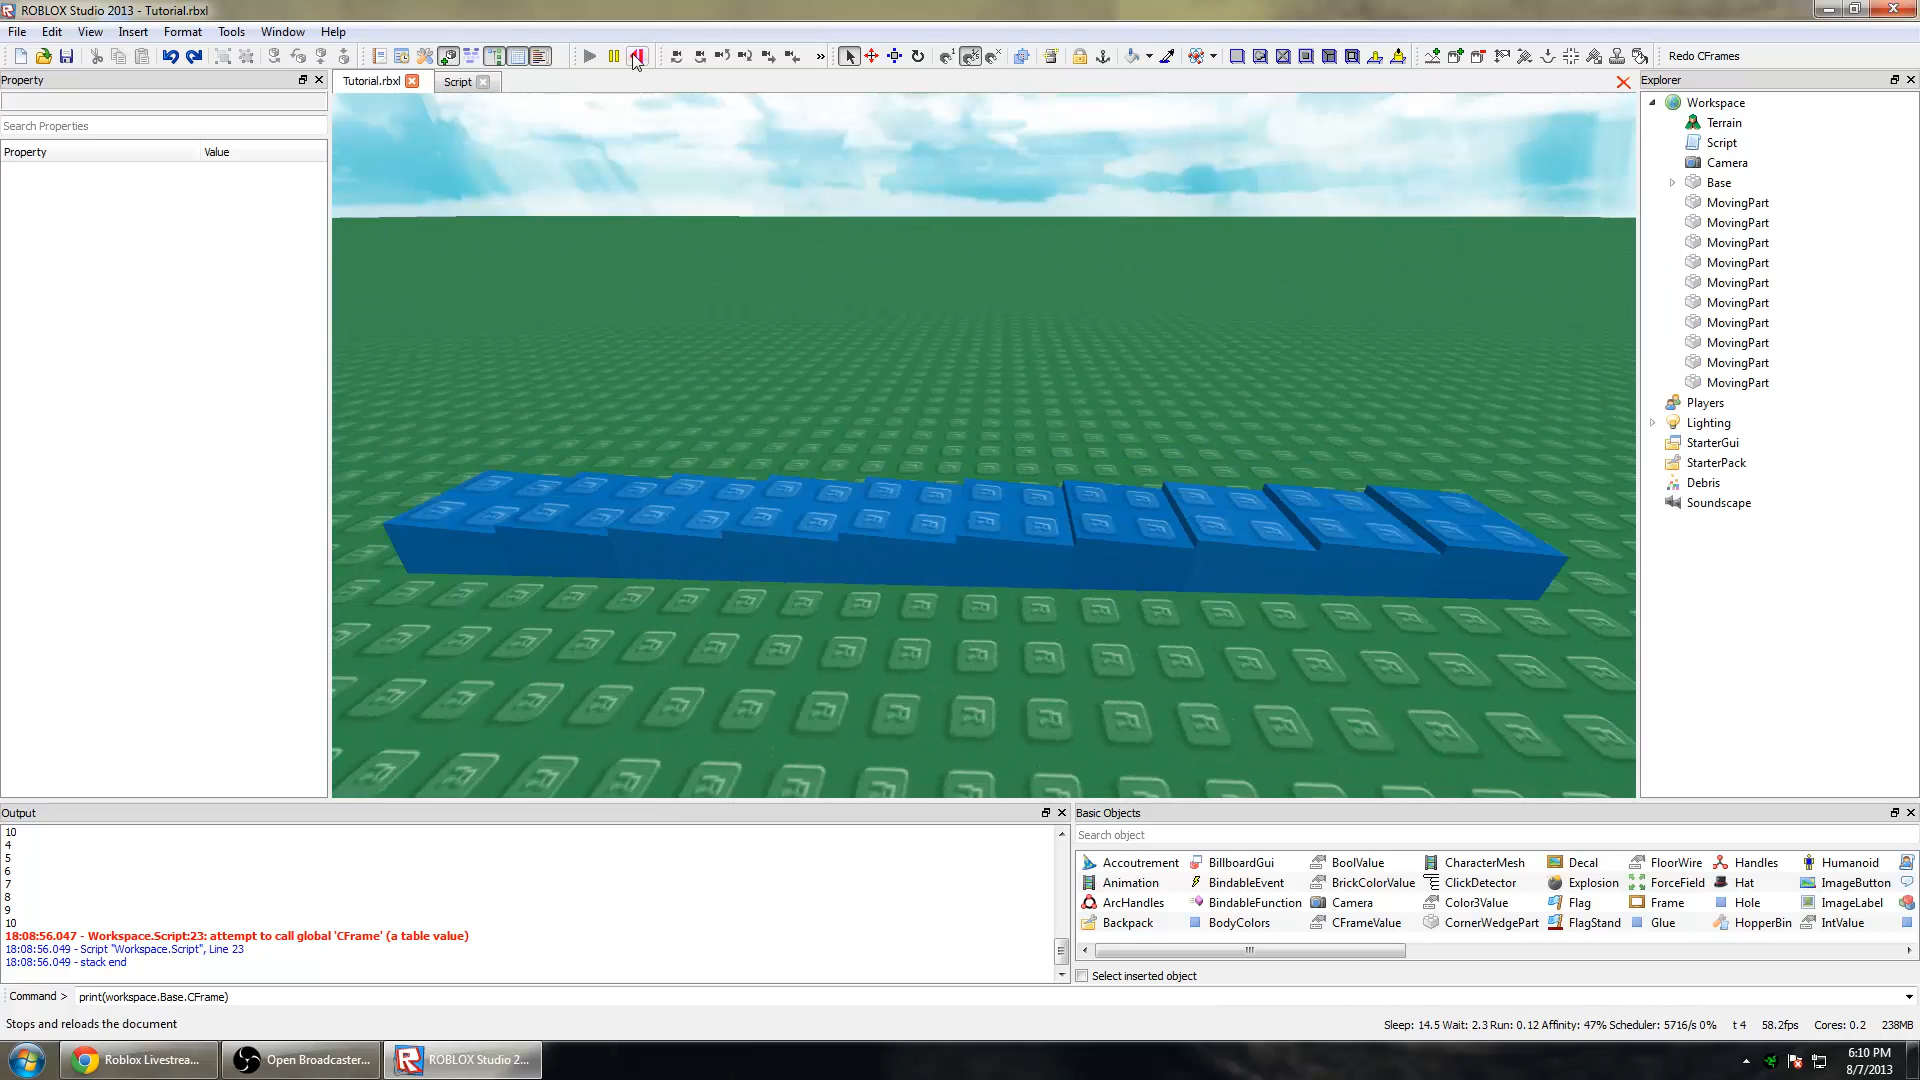 ROBLOX Studio 2013 - Tutorial.rbxl
File Edit View Insert Format Tools Window Help
Redo CFrames
Property
Tutorial.rbxl Script
Explorer
Search Properties
Property Value
Workspace
Terrain
Script
Camera
Base
MovingPart
MovingPart
MovingPart
MovingPart
MovingPart
MovingPart
MovingPart
MovingPart
MovingPart
MovingPart
Players
Lighting
StarterGui
StarterPack
Debris
Soundscape
Output
10
4
5
6
7
8
9
10
18:08:56.047 - Workspace.Script:23: attempt to call global 'CFrame' (a table value)
18:08:56.049 - Script "Workspace.Script", Line 23
18:08:56.049 - stack end
Basic Objects
Search object
Accoutrement BillboardGui BoolValue CharacterMesh Decal FloorWire Handles Humanoid
Animation BindableEvent BrickColorValue ClickDetector Explosion ForceField Hat ImageButton
ArcHandles BindableFunction Camera Color3Value Flag Frame Hole ImageLabel
Backpack BodyColors CFrameValue CornerWedgePart FlagStand Glue HopperBin IntValue
Select inserted object
Command > print(workspace.Base.CFrame)
Stops and reloads the document
Sleep: 14.5 Wait: 2.3 Run: 0.12 Affinity: 47% Scheduler: 5716/s 0% t 4 58.2fps Cores: 0.2 238MB
Roblox Livestrea... Open Broadcaster... ROBLOX Studio 2...
6:10 PM
8/7/2013